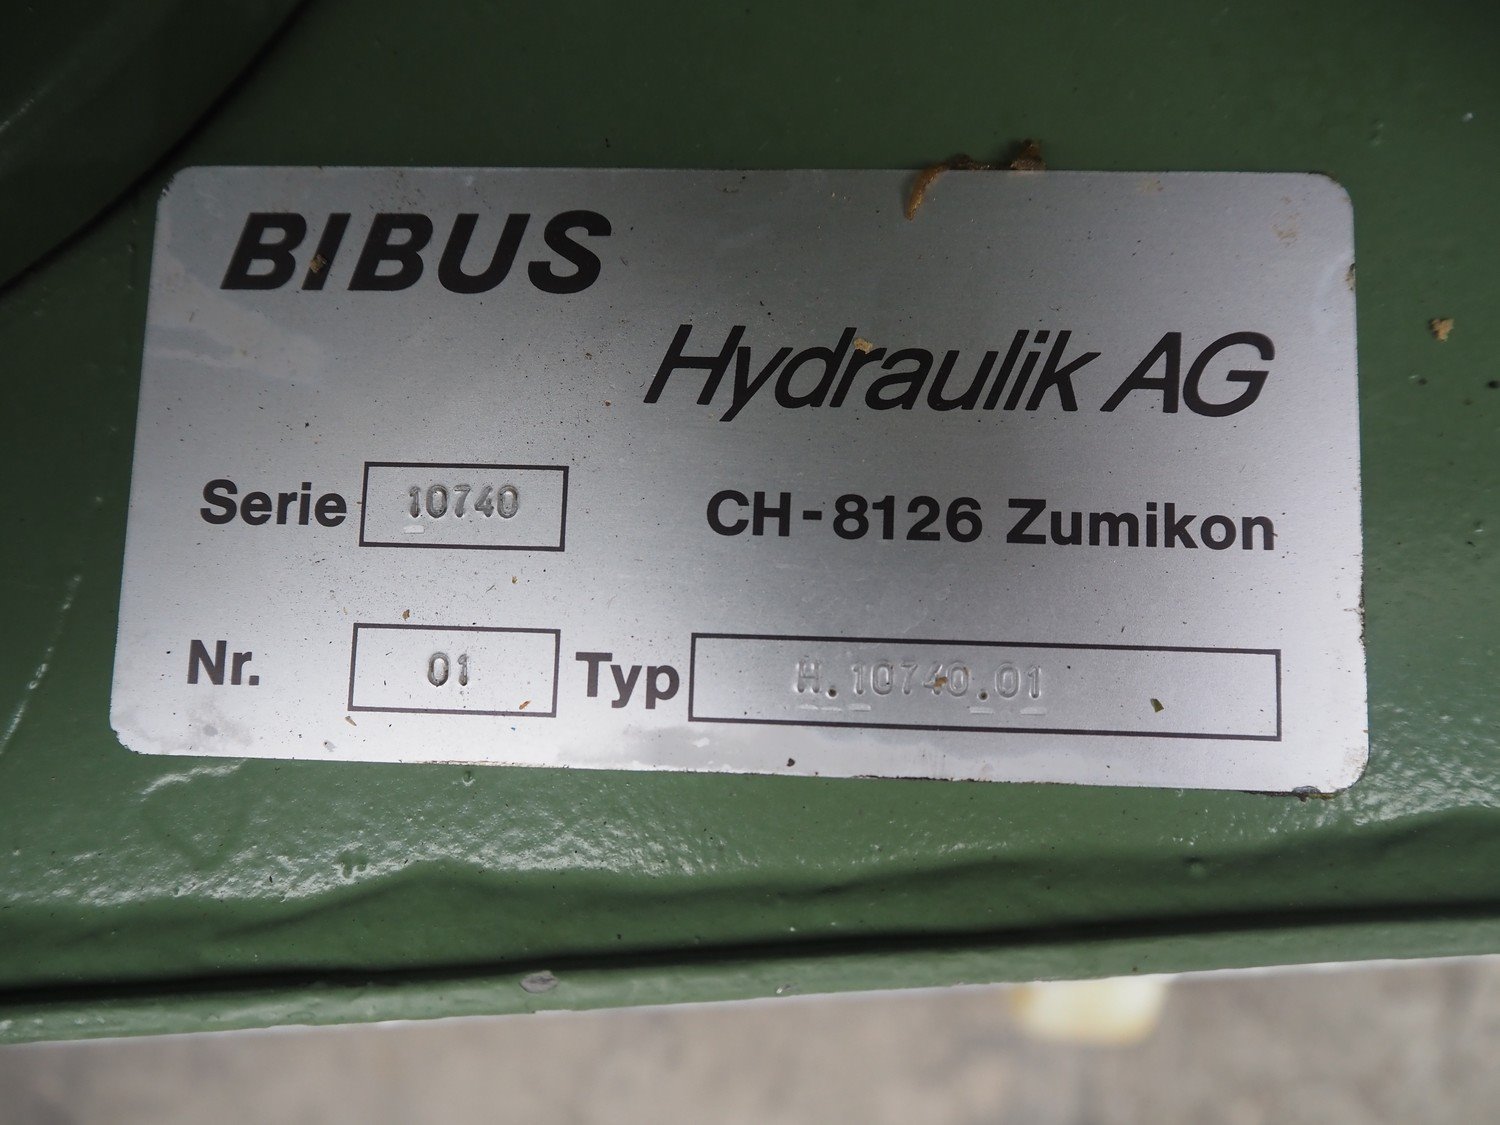 BIBUS
Hydraulik AG
Serie 10740 CH-8126 Zumikon
Nr. 01 Typ H.10740.01